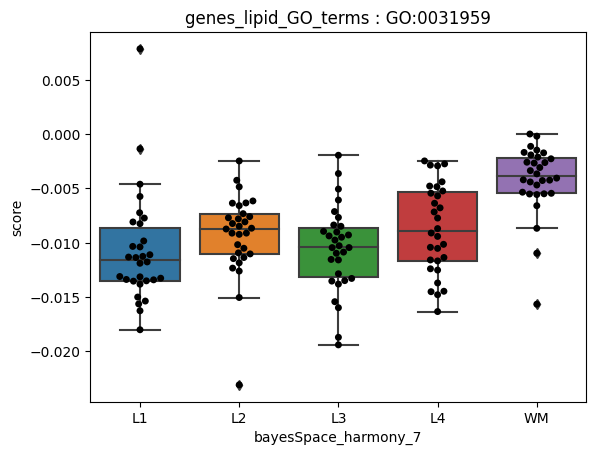 genes_lipid_GO_terms : GO:0031959
score
0.005
0.000
−0.005
−0.010
−0.015
−0.020
L1 L2 L3 L4 WM
bayesSpace_harmony_7